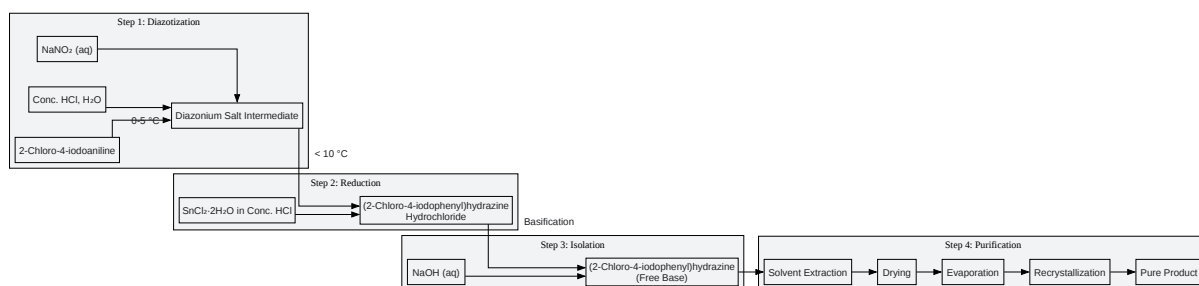 Step 1: Diazotization
NaNO₂ (aq)
Conc. HCl, H₂O
0-5 °C
Diazonium Salt Intermediate
2-Chloro-4-iodoaniline
< 10 °C
Step 2: Reduction
SnCl₂·2H₂O in Conc. HCl
(2-Chloro-4-iodophenyl)hydrazine
Hydrochloride
Basification
Step 3: Isolation
NaOH (aq)
(2-Chloro-4-iodophenyl)hydrazine
(Free Base)
Step 4: Purification
Solvent Extraction
Drying
Evaporation
Recrystallization
Pure Product